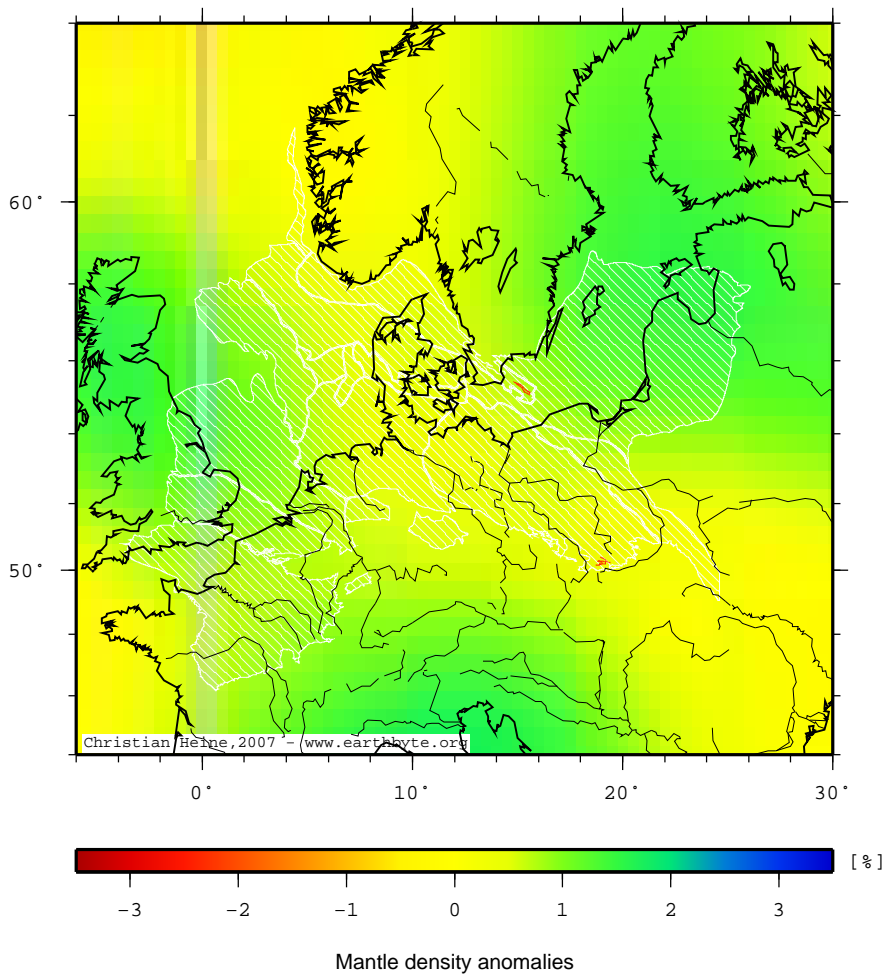 60°
50°
Christian Heine,2007 - www.earthbyte.org
0° 10° 20° 30°
[%]
-3 -2 -1 0 1 2 3
Mantle density anomalies